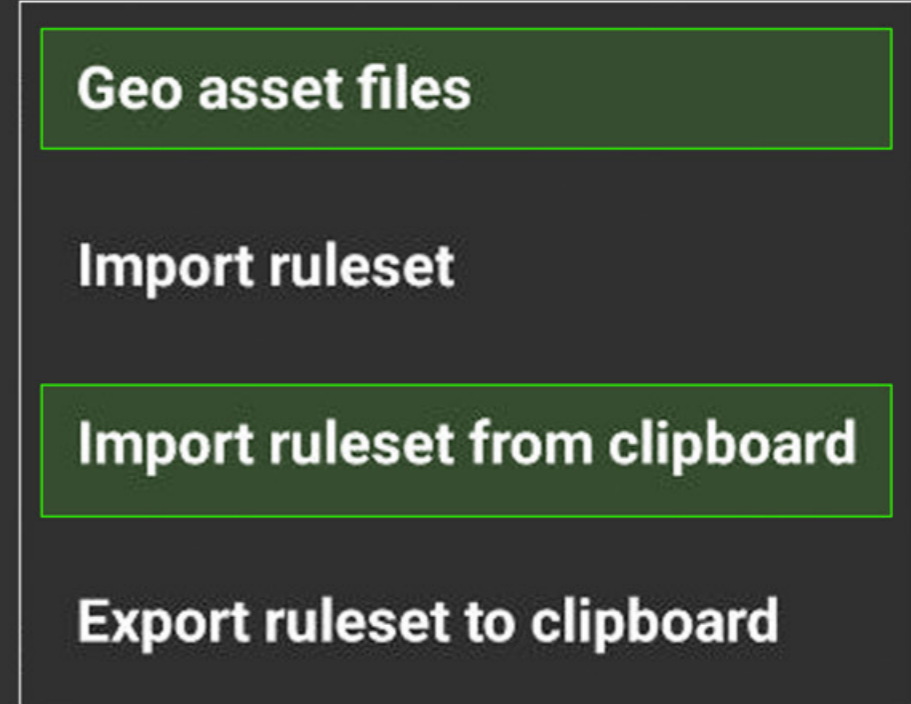 Geo asset files
Import ruleset
Import ruleset from clipboard
Export ruleset to clipboard